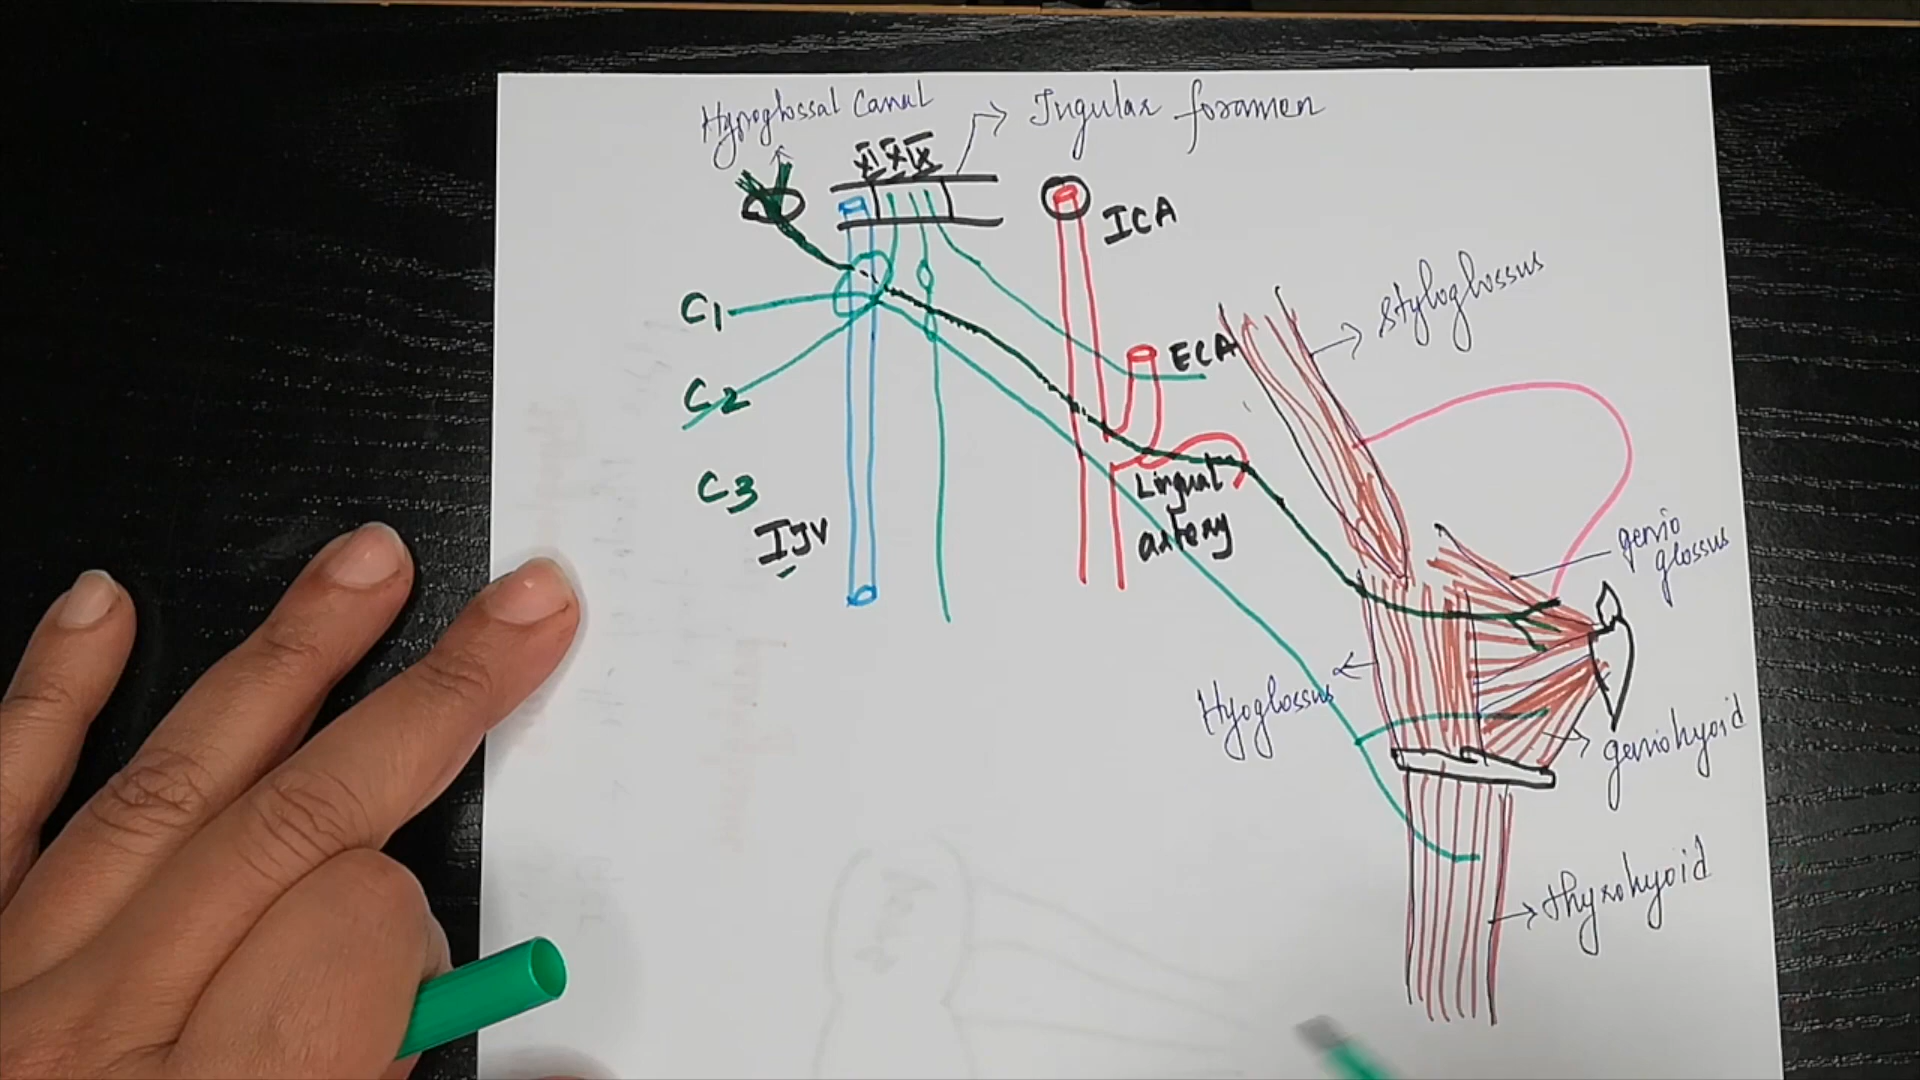 Hypoglossal Canal
Jugular foramen
XI X IX
ICA
C1
Styloglossus
ECA
C2
Lingual
artery
C3
IJV
genio
glossus
Hyoglossus
geniohyoid
thyrohyoid